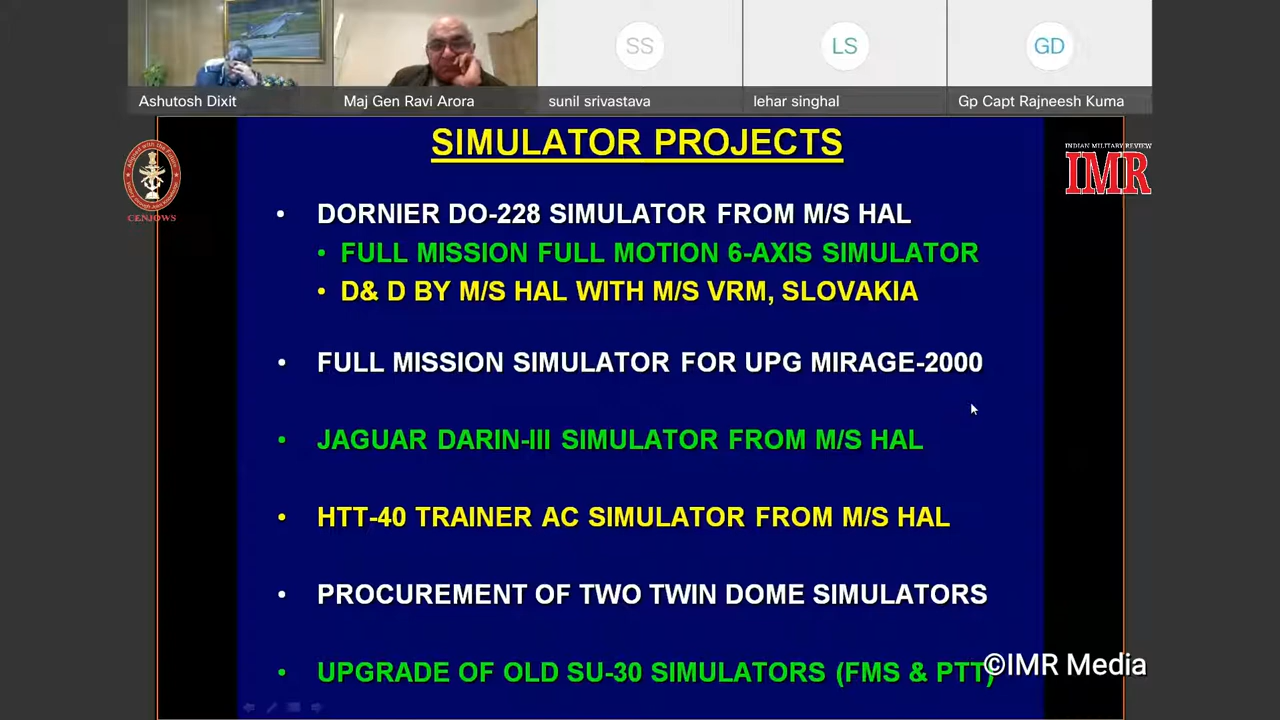 SS
LS
GD
Ashutosh Dixit
Maj Gen Ravi Arora
sunil srivastava
lehar singhal
Gp Capt Rajneesh Kuma
SIMULATOR PROJECTS
CENJOWS
INDIAN MILITARY REVIEW
IMR
• DORNIER DO-228 SIMULATOR FROM M/S HAL
• FULL MISSION FULL MOTION 6-AXIS SIMULATOR
• D& D BY M/S HAL WITH M/S VRM, SLOVAKIA
• FULL MISSION SIMULATOR FOR UPG MIRAGE-2000
• JAGUAR DARIN-III SIMULATOR FROM M/S HAL
• HTT-40 TRAINER AC SIMULATOR FROM M/S HAL
• PROCUREMENT OF TWO TWIN DOME SIMULATORS
• UPGRADE OF OLD SU-30 SIMULATORS (FMS & PTT)
©IMR Media